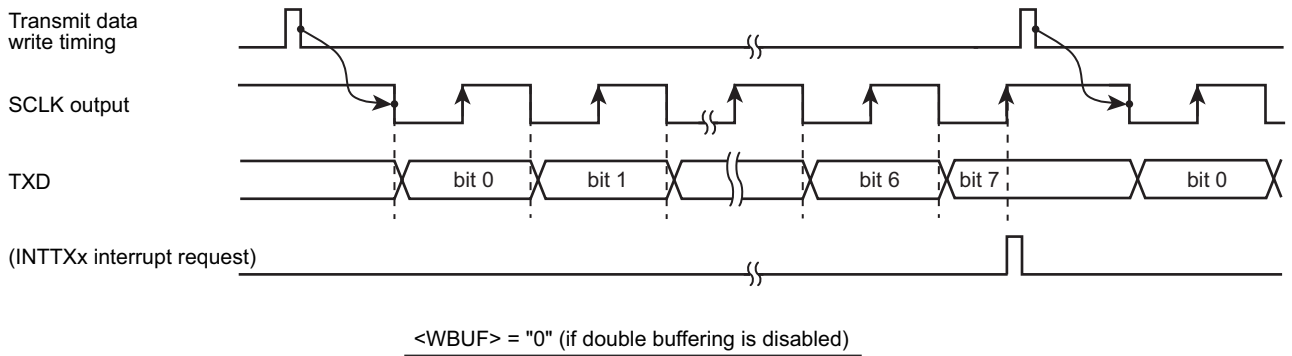 Transmit data
write timing
SCLK output
TXD
bit 0
bit 1
bit 6
bit 7
bit 0
(INTTXx interrupt request)
<WBUF> = "0" (if double buffering is disabled)